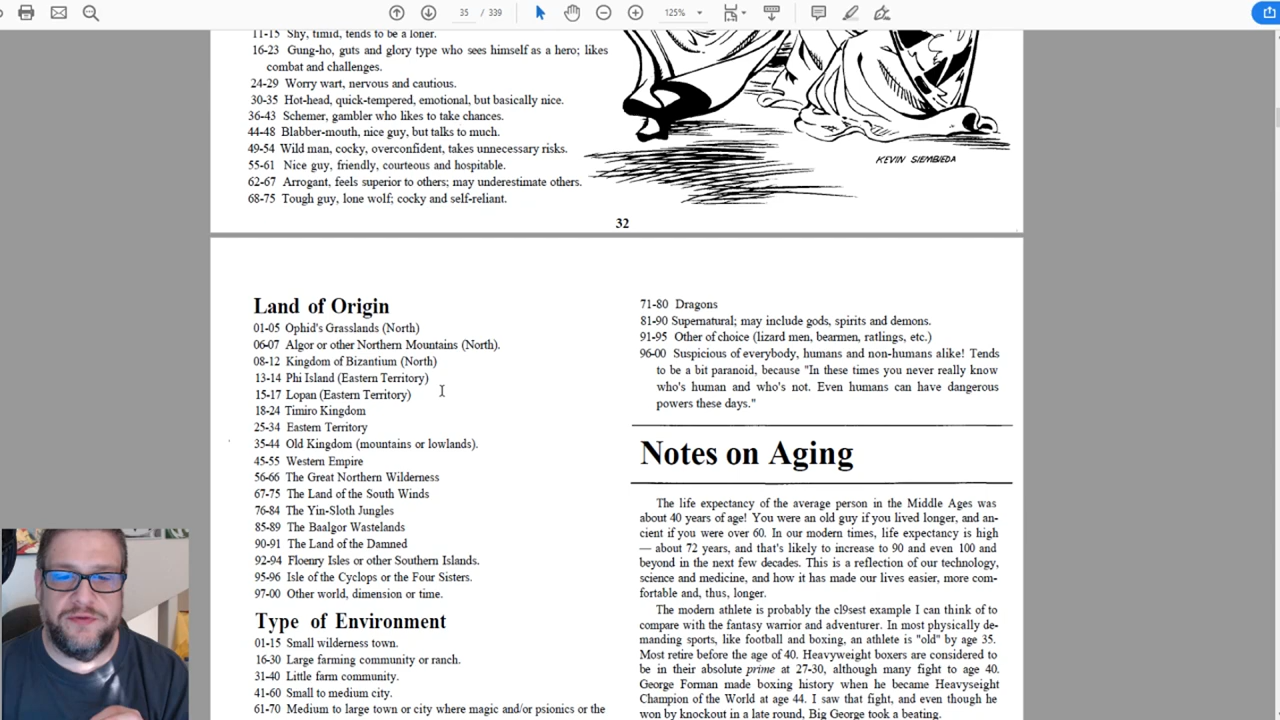 35 / 339
125%
11-15 Shy, timid, tends to be a loner.
16-23 Gung-ho, guts and glory type who sees himself as a hero; likes
combat and challenges.
24-29 Worry wart, nervous and cautious.
30-35 Hot-head, quick-tempered, emotional, but basically nice.
36-43 Schemer, gambler who likes to take chances.
44-48 Blabber-mouth, nice guy, but talks to much.
49-54 Wild man, cocky, overconfident, takes unnecessary risks.
55-61 Nice guy, friendly, courteous and hospitable.
62-67 Arrogant, feels superior to others; may underestimate others.
68-75 Tough guy, lone wolf; cocky and self-reliant.
KEVIN SIEMBIEDA
32
Land of Origin
01-05 Ophid's Grasslands (North)
06-07 Algor or other Northern Mountains (North).
08-12 Kingdom of Bizantium (North)
13-14 Phi Island (Eastern Territory)
15-17 Lopan (Eastern Territory)
18-24 Timiro Kingdom
25-34 Eastern Territory
35-44 Old Kingdom (mountains or lowlands).
45-55 Western Empire
56-66 The Great Northern Wilderness
67-75 The Land of the South Winds
76-84 The Yin-Sloth Jungles
85-89 The Baalgor Wastelands
90-91 The Land of the Damned
92-94 Floenry Isles or other Southern Islands.
95-96 Isle of the Cyclops or the Four Sisters.
97-00 Other world, dimension or time.
Type of Environment
01-15 Small wilderness town.
16-30 Large farming community or ranch.
31-40 Little farm community.
41-60 Small to medium city.
61-70 Medium to large town or city where magic and/or psionics or the
71-80 Dragons
81-90 Supernatural; may include gods, spirits and demons.
91-95 Other of choice (lizard men, bearmen, ratlings, etc.)
96-00 Suspicious of everybody, humans and non-humans alike! Tends
to be a bit paranoid, because "In these times you never really know
who's human and who's not. Even humans can have dangerous
powers these days."
Notes on Aging
The life expectancy of the average person in the Middle Ages was
about 40 years of age! You were an old guy if you lived longer, and an-
cient if you were over 60. In our modern times, life expectancy is high
— about 72 years, and that's likely to increase to 90 and even 100 and
beyond in the next few decades. This is a reflection of our technology,
science and medicine, and how it has made our lives easier, more com-
fortable and, thus, longer.
The modern athlete is probably the cl9sest example I can think of to
compare with the fantasy warrior and adventurer. In most physically de-
manding sports, like football and boxing, an athlete is "old" by age 35.
Most retire before the age of 40. Heavyweight boxers are considered to
be in their absolute prime at 27-30, although many fight to age 40.
George Forman made boxing history when he became Heavyseight
Champion of the World at age 44. I saw that fight, and even though he
won by knockout in a late round, Big George took a beating.